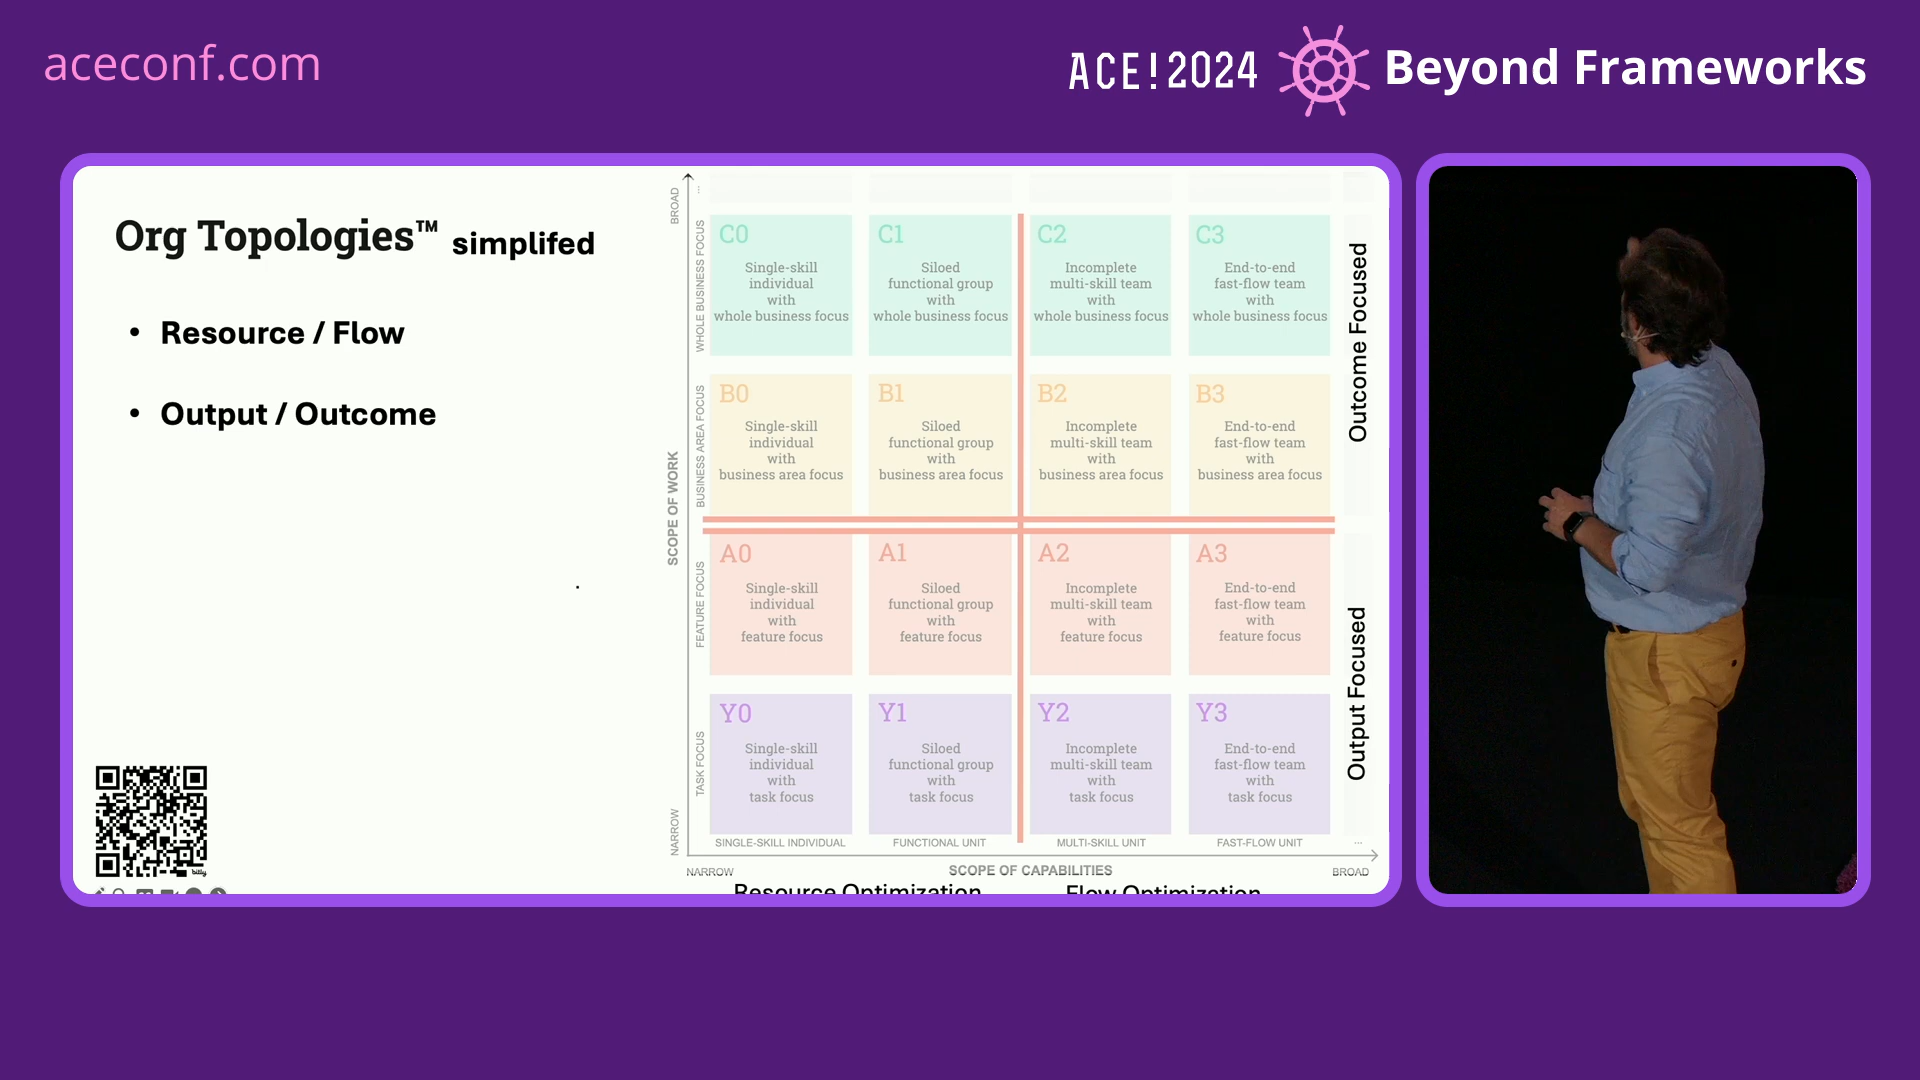 aceconf.com
ACE!2024
Beyond Frameworks
Org Topologies™ simplifed
• Resource / Flow
• Output / Outcome
bitly
SCOPE OF WORK
BROAD
...
WHOLE BUSINESS FOCUS
BUSINESS AREA FOCUS
FEATURE FOCUS
TASK FOCUS
NARROW
C0
Single-skill
individual
with
whole business focus
C1
Siloed
functional group
with
whole business focus
C2
Incomplete
multi-skill team
with
whole business focus
C3
End-to-end
fast-flow team
with
whole business focus
B0
Single-skill
individual
with
business area focus
B1
Siloed
functional group
with
business area focus
B2
Incomplete
multi-skill team
with
business area focus
B3
End-to-end
fast-flow team
with
business area focus
A0
Single-skill
individual
with
feature focus
A1
Siloed
functional group
with
feature focus
A2
Incomplete
multi-skill team
with
feature focus
A3
End-to-end
fast-flow team
with
feature focus
Y0
Single-skill
individual
with
task focus
Y1
Siloed
functional group
with
task focus
Y2
Incomplete
multi-skill team
with
task focus
Y3
End-to-end
fast-flow team
with
task focus
Outcome Focused
Output Focused
SINGLE-SKILL INDIVIDUAL
FUNCTIONAL UNIT
MULTI-SKILL UNIT
FAST-FLOW UNIT
...
NARROW
SCOPE OF CAPABILITIES
BROAD
Resource Optimization
Flow Optimization